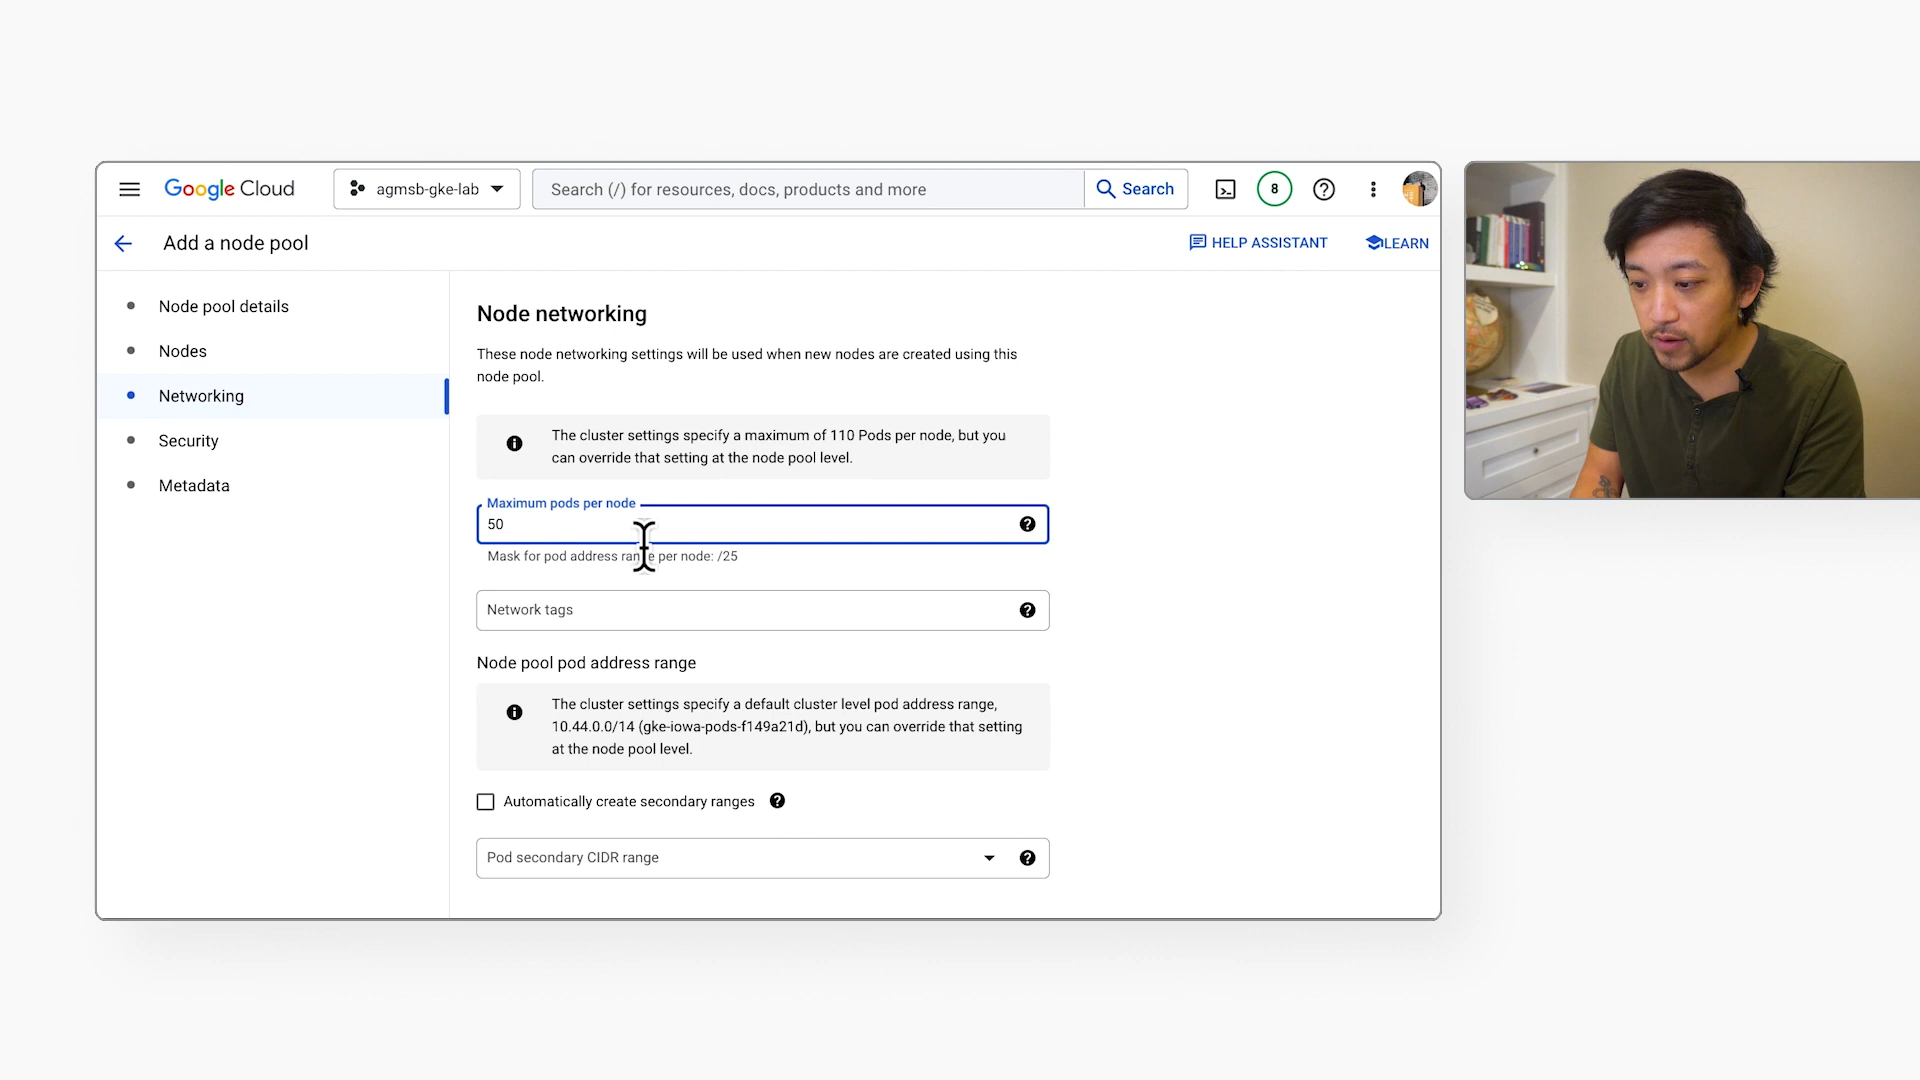 Google Cloud
agmsb-gke-lab
Search (/) for resources, docs, products and more
Search
8
Add a node pool
HELP ASSISTANT
LEARN
Node pool details
Nodes
Networking
Security
Metadata
Node networking
These node networking settings will be used when new nodes are created using this
node pool.
The cluster settings specify a maximum of 110 Pods per node, but you
can override that setting at the node pool level.
Maximum pods per node
50
Mask for pod address range per node: /25
Network tags
Node pool pod address range
The cluster settings specify a default cluster level pod address range,
10.44.0.0/14 (gke-iowa-pods-f149a21d), but you can override that setting
at the node pool level.
Automatically create secondary ranges
Pod secondary CIDR range